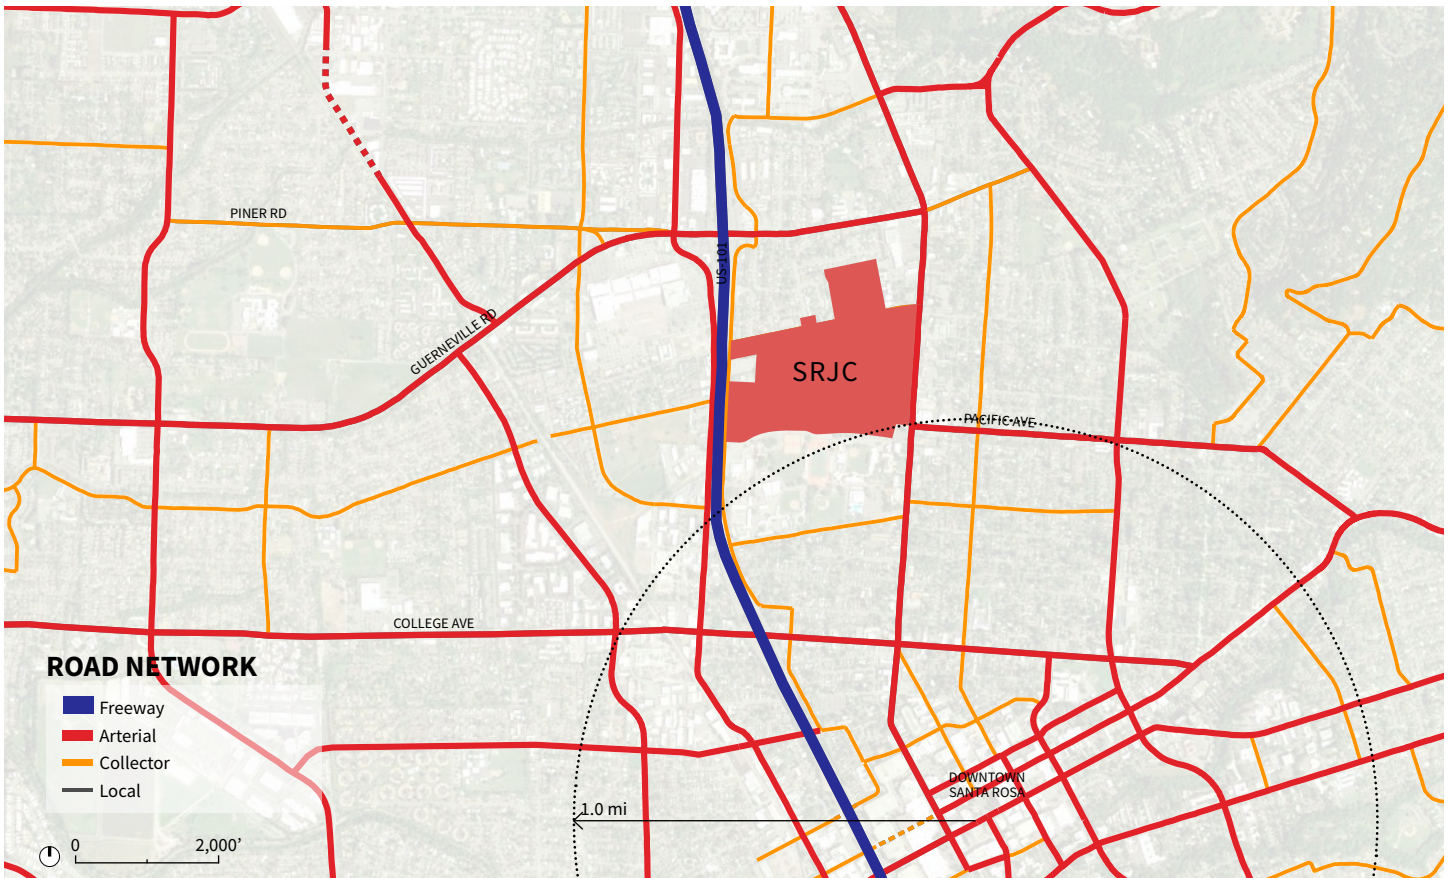 PINER RD
US-101
GUERNEVILLE RD
SRJC
PACIFIC AVE
COLLEGE AVE
ROAD NETWORK
Freeway
Arterial
Collector
Local
DOWNTOWN
SANTA ROSA
1.0 mi
0 2,000’